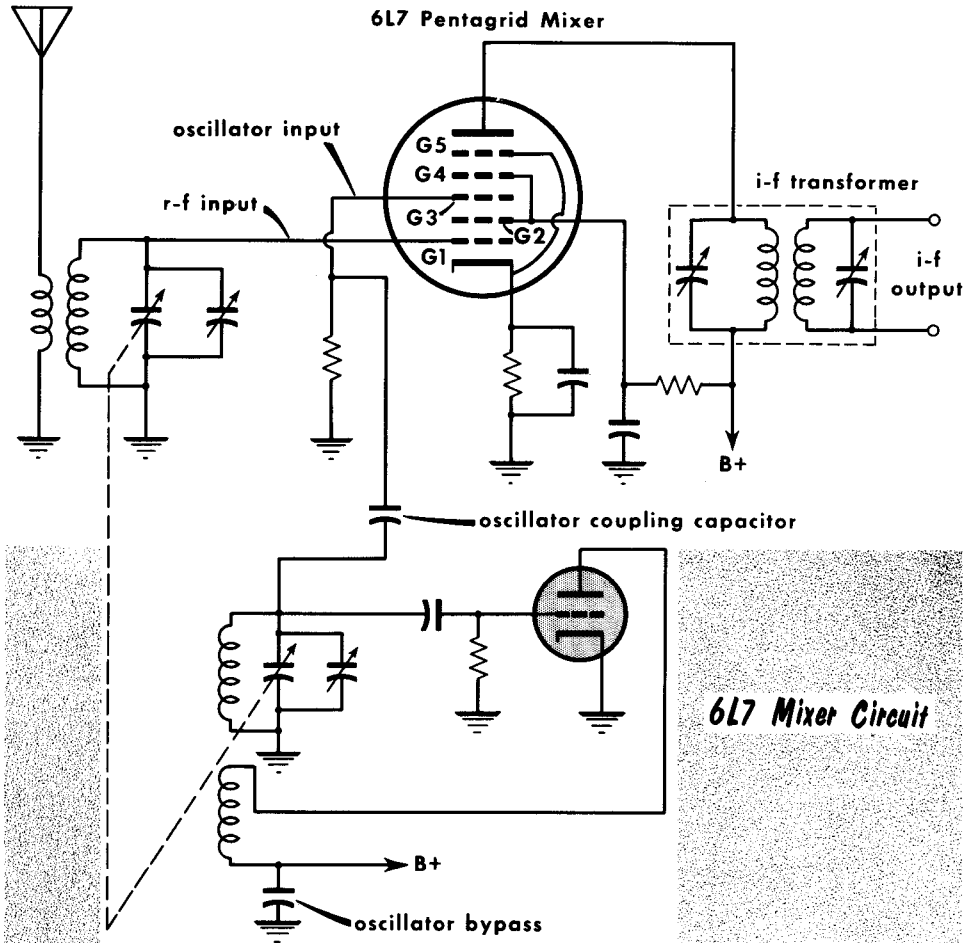 6L7 Pentagrid Mixer
oscillator input
G5
G4
r-f input
G3
G2
G1
i-f transformer
i-f
output
B+
oscillator coupling capacitor
6L7 Mixer Circuit
B+
oscillator bypass